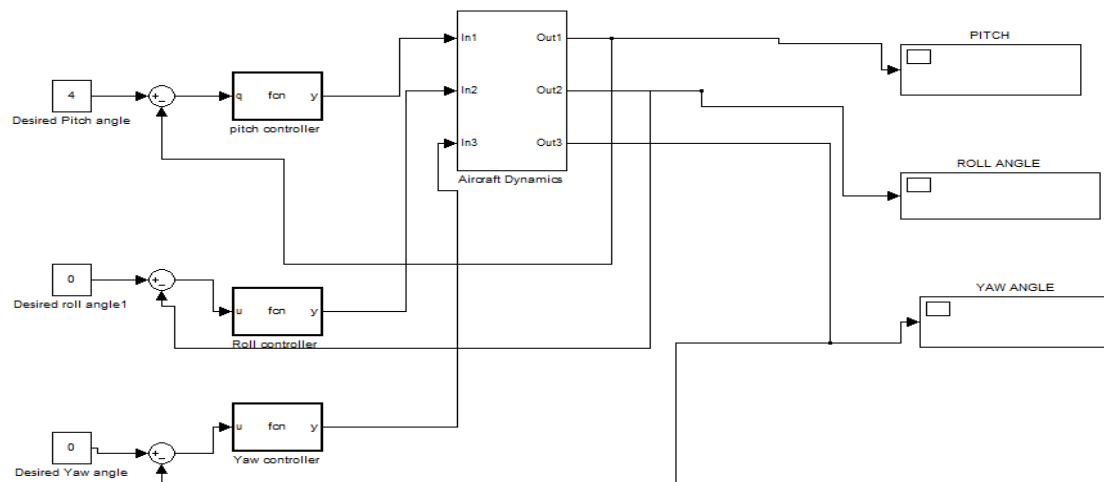 PITCH
In1
Out1
4
+
−
q fcn y
In2
Out2
Desired Pitch angle
pitch controller
In3
Out3
ROLL ANGLE
Aircraft Dynamics
0
+
−
Desired roll angle1
u fcn y
YAW ANGLE
Roll controller
u fcn y
0
+
−
Desired Yaw angle
Yaw controller